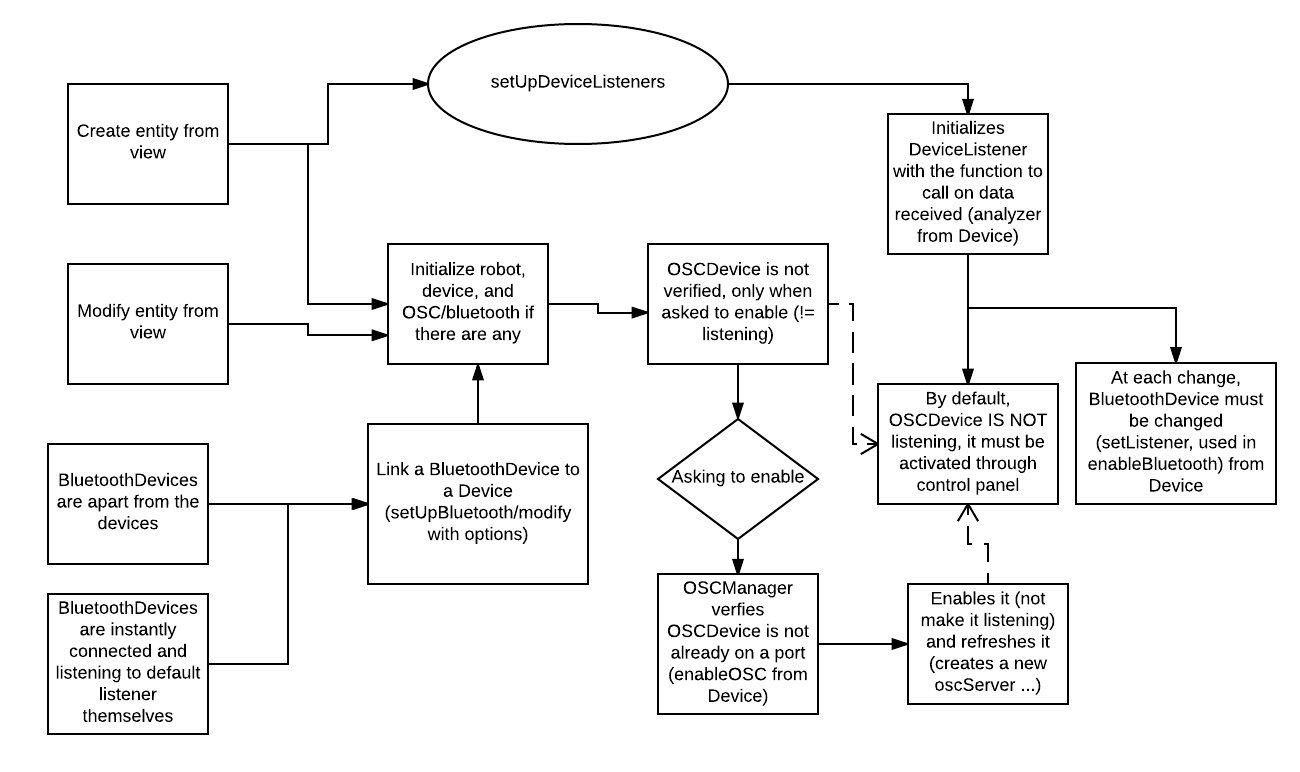 setUpDeviceListeners
Create entity from
view
Initializes
DeviceListener
with the function to
call on data
received (analyzer
from Device)
Modify entity from
view
Initialize robot,
device, and
OSC/bluetooth if
there are any
OSCDevice is not
verified, only when
asked to enable (!=
listening)
By default,
OSCDevice IS NOT
listening, it must be
activated through
control panel
At each change,
BluetoothDevice must
be changed
(setListener, used in
enableBluetooth) from
Device
BluetoothDevices
are apart from the
devices
Link a BluetoothDevice to
a Device
(setUpBluetooth/modify
with options)
Asking to enable
BluetoothDevices
are instantly
connected and
listening to default
listener
themselves
OSCManager
verfies
OSCDevice is not
already on a port
(enableOSC from
Device)
Enables it (not
make it listening)
and refreshes it
(creates a new
oscServer ...)